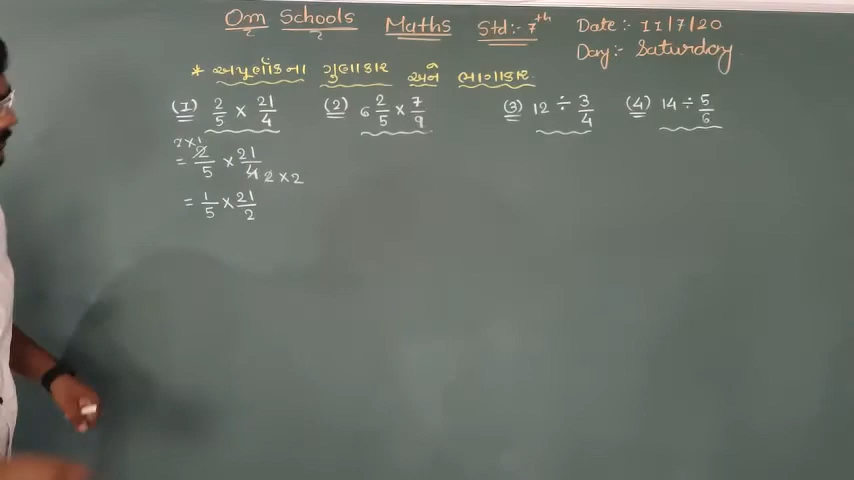 Om Schools Maths Std:- 7th Date:- 11/7/20
Day:- Saturday
* અપૂર્ણાંકના ગુણાકાર અને ભાગાકાર.
(1) 2/5 × 21/4 (2) 6 2/5 × 7/9 (3) 12 ÷ 3/4 (4) 14 ÷ 5/6
= 2/5 × 21/4 2×2
= 1/5 × 21/2